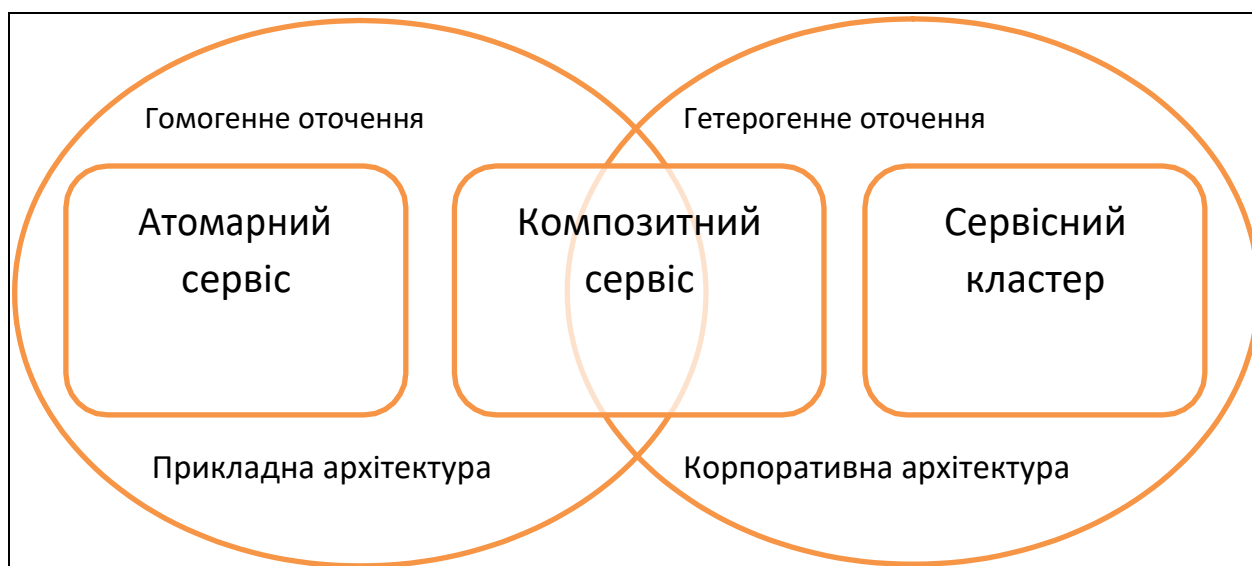 Гомогенне оточення
Гетерогенне оточення
Атомарний
сервіс
Композитний
сервіс
Сервісний
кластер
Прикладна архітектура
Корпоративна архітектура